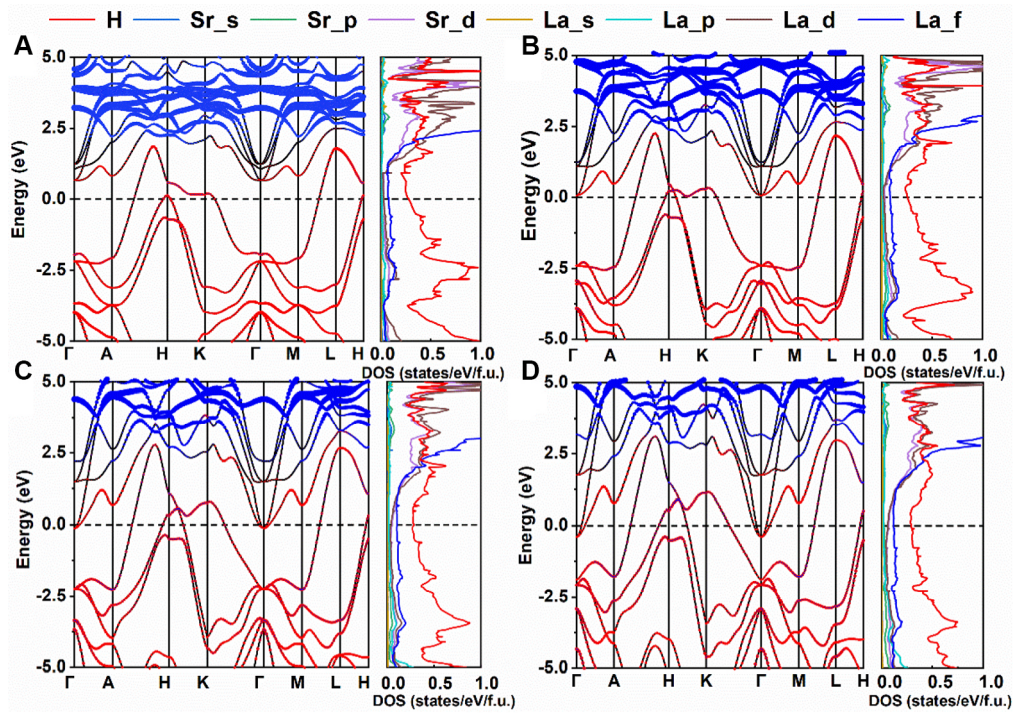 H Sr_s Sr_p Sr_d La_s La_p La_d La_f
A
Energy (eV)
5.0
2.5
0.0
-2.5
-5.0
Γ A H K Γ M L H
0.0 0.5 1.0
DOS (states/eV/f.u.)
B
Energy (eV)
5.0
2.5
0.0
-2.5
-5.0
Γ A H K Γ M L H
0.0 0.5 1.0
DOS (states/eV/f.u.)
C
Energy (eV)
5.0
2.5
0.0
-2.5
-5.0
Γ A H K Γ M L H
0.0 0.5 1.0
DOS (states/eV/f.u.)
D
Energy (eV)
5.0
2.5
0.0
-2.5
-5.0
Γ A H K Γ M L H
0.0 0.5 1.0
DOS (states/eV/f.u.)